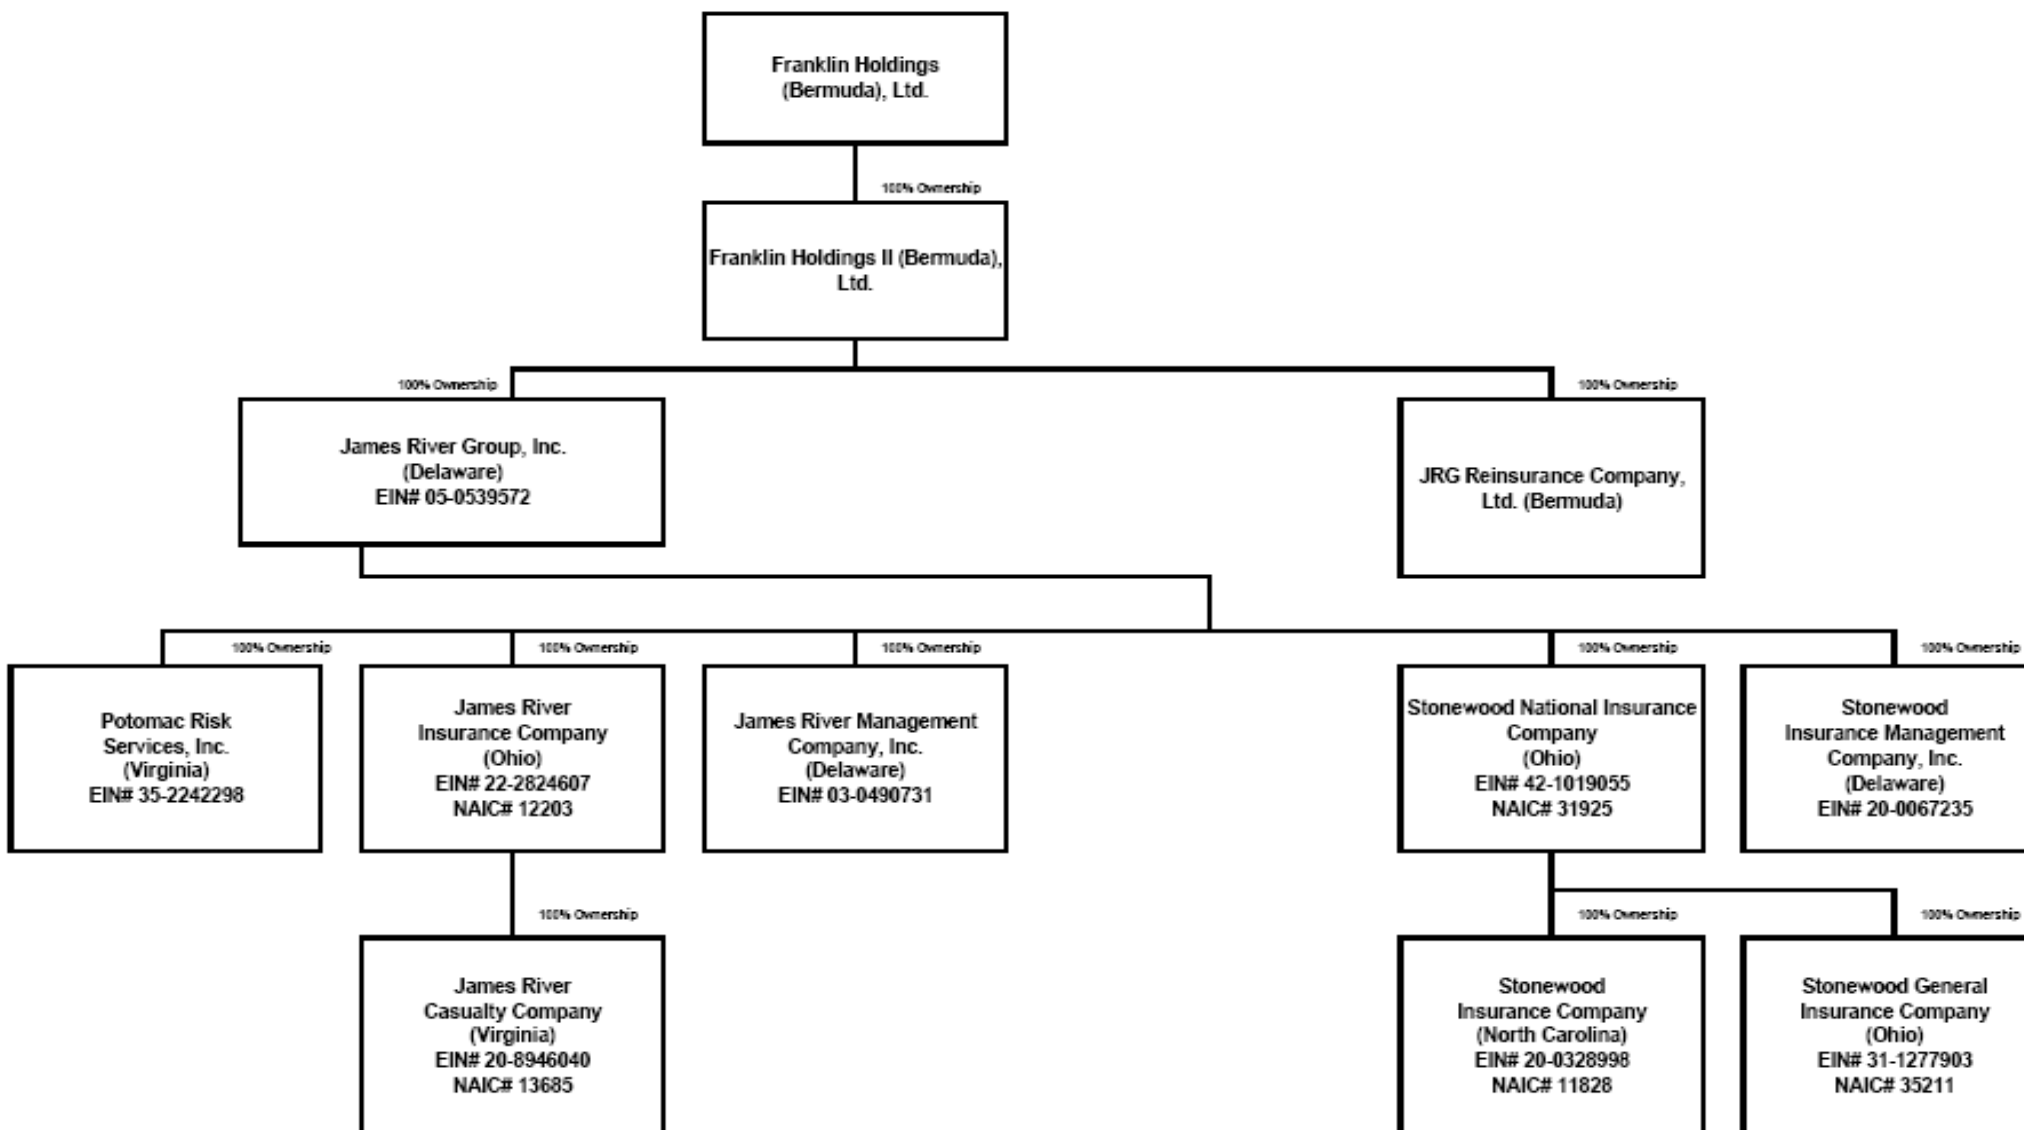 Franklin Holdings
(Bermuda), Ltd.
100% Ownership
Franklin Holdings II (Bermuda),
Ltd.
100% Ownership
100% Ownership
James River Group, Inc.
(Delaware)
EIN# 05-0539572
JRG Reinsurance Company,
Ltd. (Bermuda)
100% Ownership
100% Ownership
100% Ownership
100% Ownership
100% Ownership
Potomac Risk
Services, Inc.
(Virginia)
EIN# 35-2242298
James River
Insurance Company
(Ohio)
EIN# 22-2824607
NAIC# 12203
James River Management
Company, Inc.
(Delaware)
EIN# 03-0490731
Stonewood National Insurance
Company
(Ohio)
EIN# 42-1019055
NAIC# 31925
Stonewood
Insurance Management
Company, Inc.
(Delaware)
EIN# 20-0067235
100% Ownership
100% Ownership
100% Ownership
James River
Casualty Company
(Virginia)
EIN# 20-8946040
NAIC# 13685
Stonewood
Insurance Company
(North Carolina)
EIN# 20-0328998
NAIC# 11828
Stonewood General
Insurance Company
(Ohio)
EIN# 31-1277903
NAIC# 35211